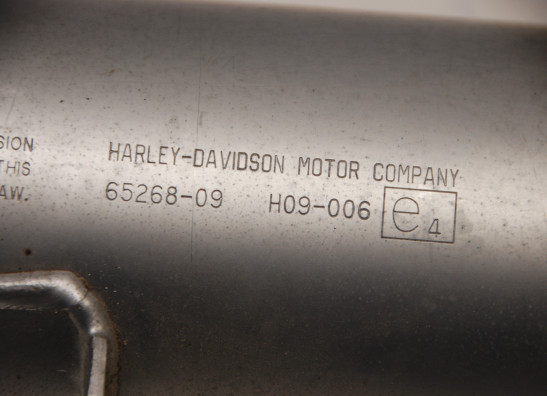 SION
THIS
AW.
HARLEY-DAVIDSON MOTOR COMPANY
65268-09 H09-006 e4